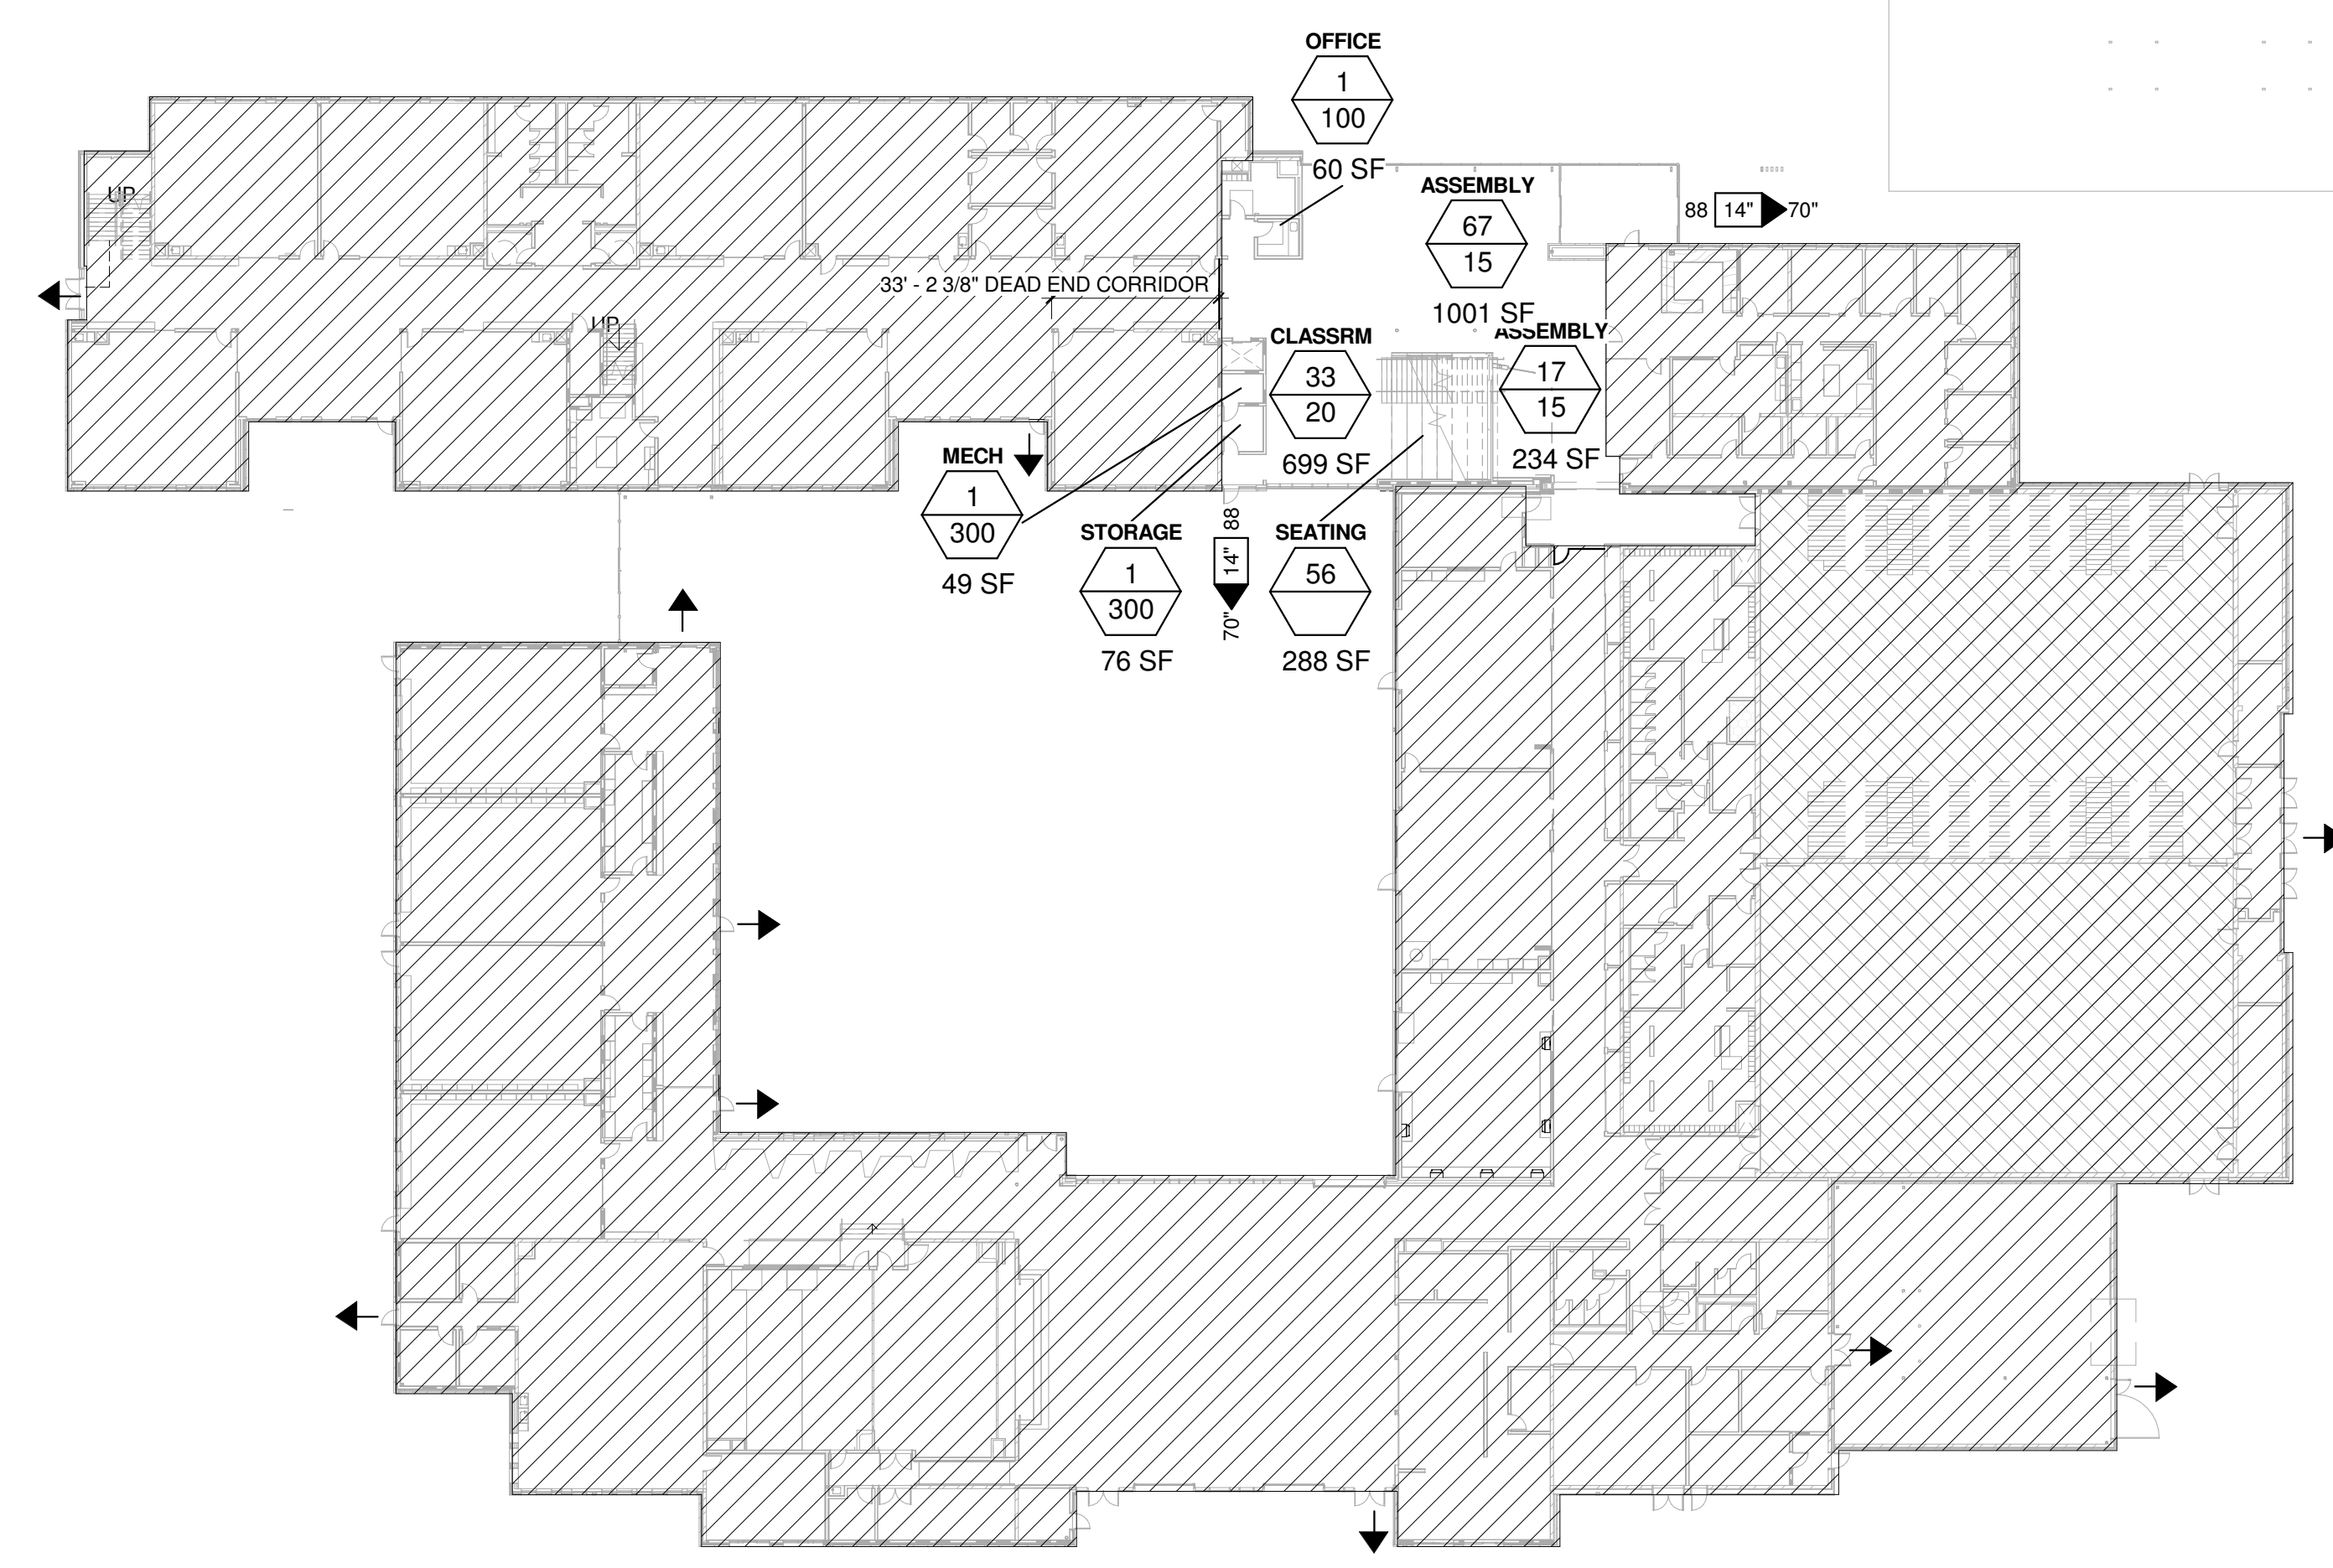 OFFICE
1
100
60 SF
ASSEMBLY
67
15
1001 SF
88 14" 70"
UP
33' - 2 3/8" DEAD END CORRIDOR
UP
CLASSRM
33
20
699 SF
ASSEMBLY
17
15
234 SF
MECH
1
300
49 SF
STORAGE
1
300
76 SF
88 14" 70"
SEATING
56
288 SF